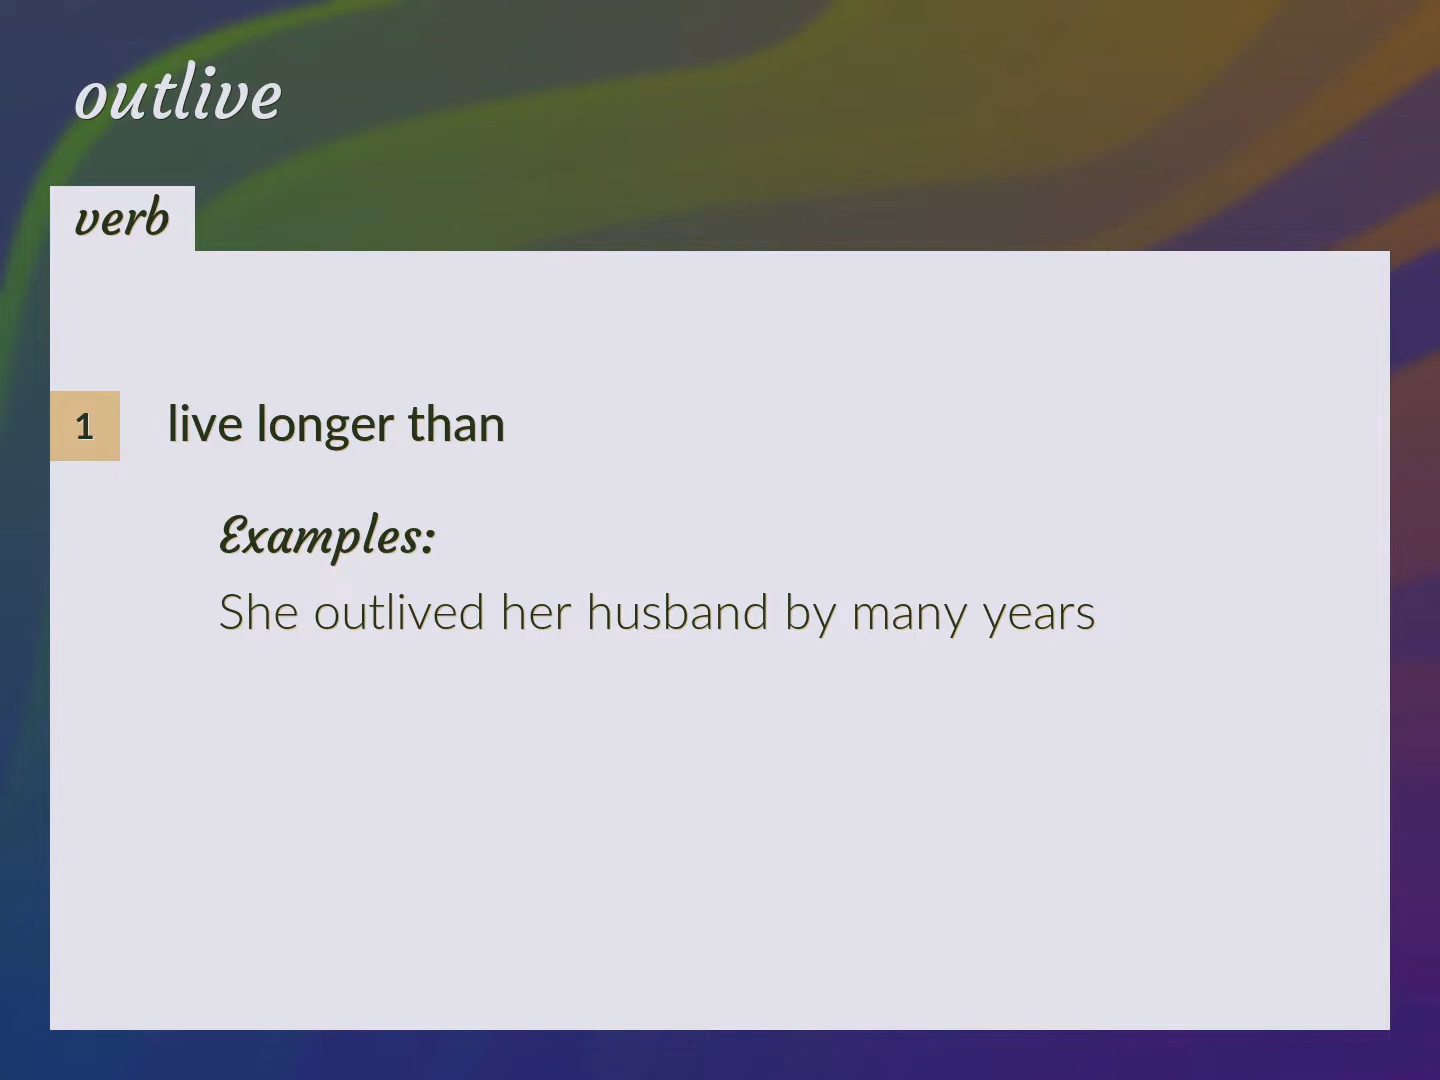 outlive
verb
1 live longer than
Examples:
She outlived her husband by many years